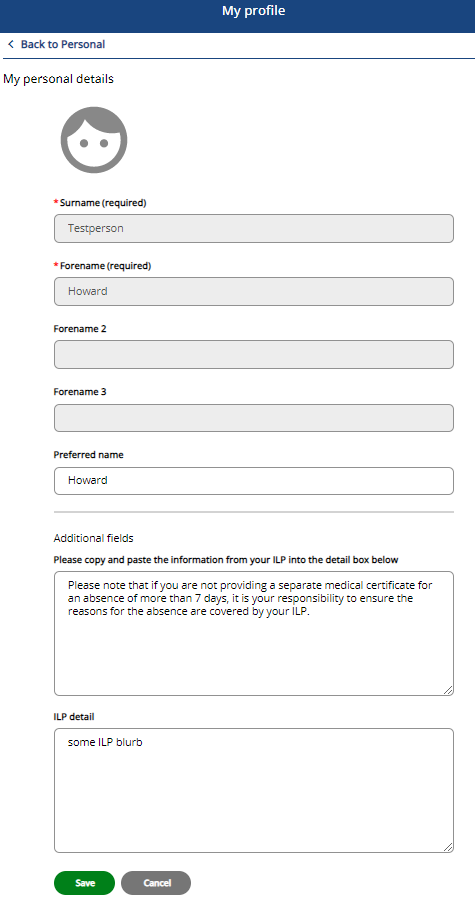 My profile
Back to Personal
My personal details
* Surname (required)
Testperson
* Forename (required)
Howard
Forename 2
Forename 3
Preferred name
Howard
Additional fields
Please copy and paste the information from your ILP into the detail box below
Please note that if you are not providing a separate medical certificate for
an absence of more than 7 days, it is your responsibility to ensure the
reasons for the absence are covered by your ILP.
ILP detail
some ILP blurb
Save Cancel